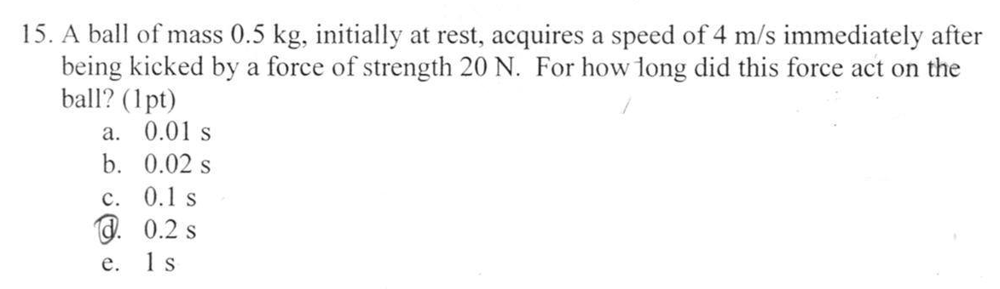 15. A ball of mass 0.5 kg, initially at rest, acquires a speed of 4 m/s immediately after
being kicked by a force of strength 20 N. For how long did this force act on the
ball? (1pt)
a. 0.01 s
b. 0.02 s
c. 0.1 s
d. 0.2 s
e. 1 s